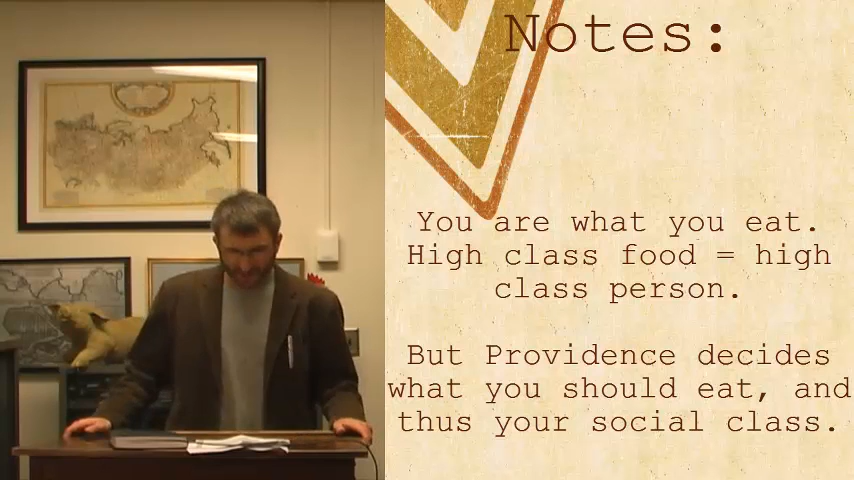 Notes:
You are what you eat.
High class food = high
class person.
But Providence decides
what you should eat, and
thus your social class.